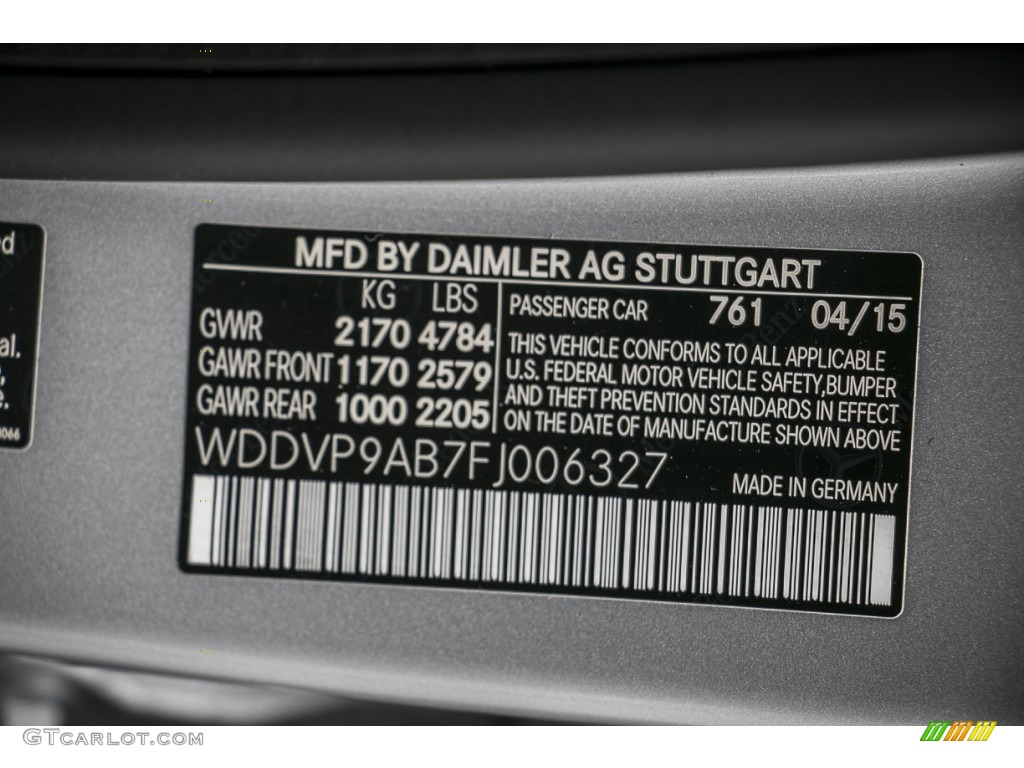 MFD BY DAIMLER AG STUTTGART
KG LBS
GVWR 2170 4784
GAWR FRONT 1170 2579
GAWR REAR 1000 2205
PASSENGER CAR 761 04/15
THIS VEHICLE CONFORMS TO ALL APPLICABLE
U.S. FEDERAL MOTOR VEHICLE SAFETY,BUMPER
AND THEFT PREVENTION STANDARDS IN EFFECT
ON THE DATE OF MANUFACTURE SHOWN ABOVE
WDDVP9AB7FJ006327
MADE IN GERMANY
GTCARLOT.COM